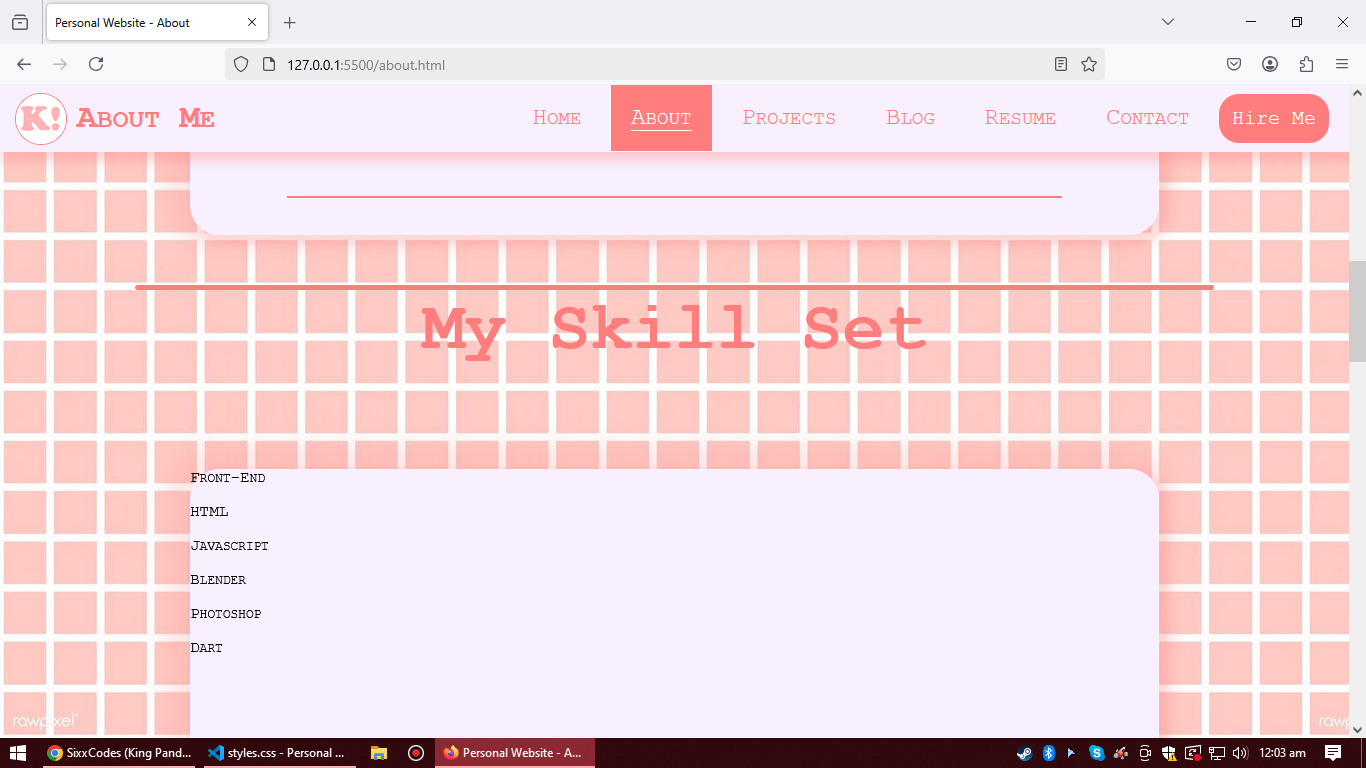 Personal Website - About
127.0.0.1:5500/about.html
K! About Me
Home
About
Projects
Blog
Resume
Contact
Hire Me
My Skill Set
Front-End
HTML
Javascript
Blender
Photoshop
Dart
rawpixel
rawp
SixxCodes (King Pand...
styles.css - Personal ...
Personal Website - A...
12:03 am